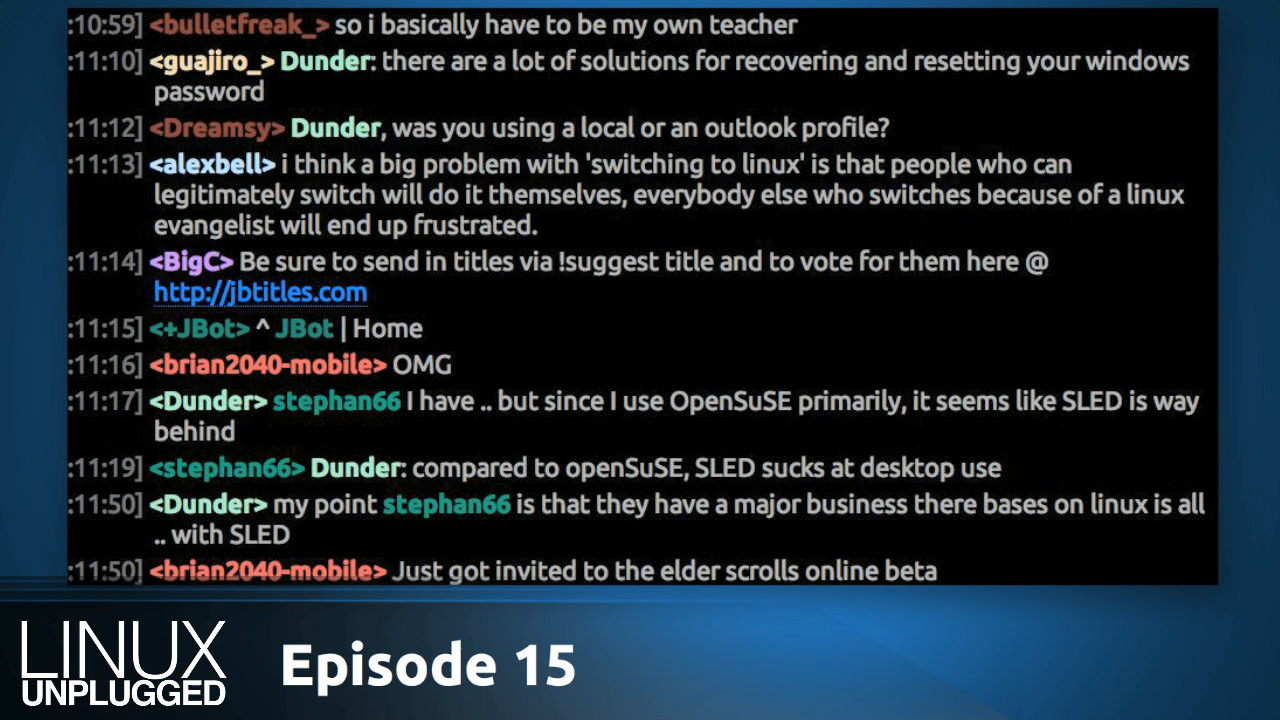 :10:59] <bulletfreak_> so i basically have to be my own teacher
:11:10] <guajiro_> Dunder: there are a lot of solutions for recovering and resetting your windows
password
:11:12] <Dreamsy> Dunder, was you using a local or an outlook profile?
:11:13] <alexbell> i think a big problem with 'switching to linux' is that people who can
legitimately switch will do it themselves, everybody else who switches because of a linux
evangelist will end up frustrated.
:11:14] <BigC> Be sure to send in titles via !suggest title and to vote for them here @
http://jbtitles.com
:11:15] <+JBot> ^ JBot | Home
:11:16] <brian2040-mobile> OMG
:11:17] <Dunder> stephan66 I have .. but since I use OpenSuSE primarily, it seems like SLED is way
behind
:11:19] <stephan66> Dunder: compared to openSuSE, SLED sucks at desktop use
:11:50] <Dunder> my point stephan66 is that they have a major business there bases on linux is all
.. with SLED
:11:50] <brian2040-mobile> Just got invited to the elder scrolls online beta
LINUX
UNPLUGGED
Episode 15